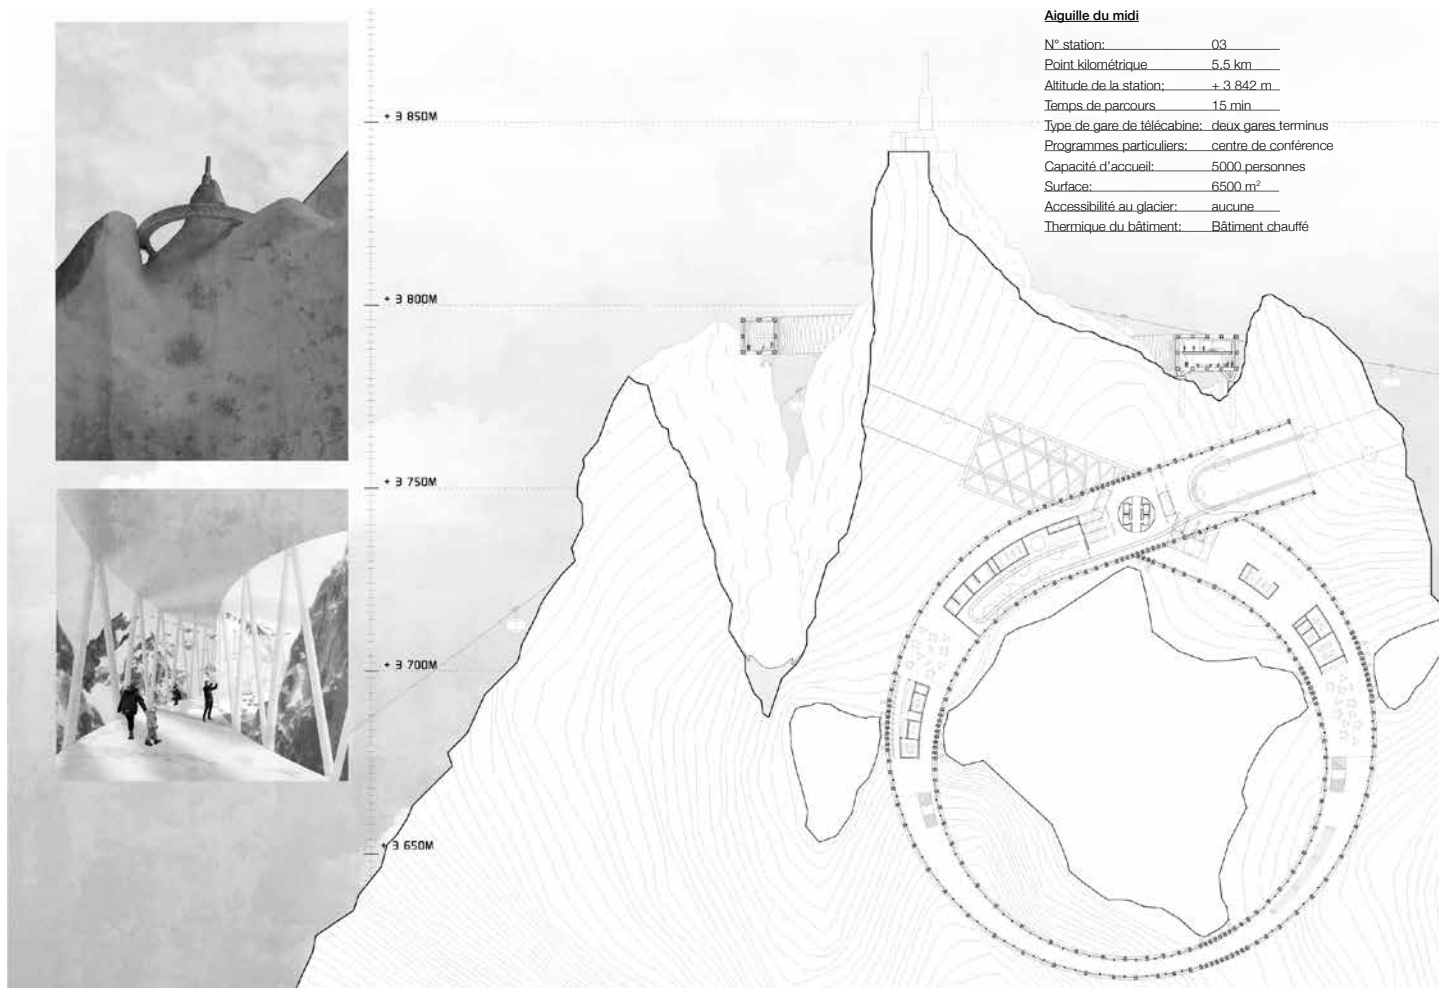 Aiguille du midi
N° station: 03
Point kilométrique 5.5 km
Altitude de la station; + 3 842 m
Temps de parcours 15 min
Type de gare de télécabine: deux gares terminus
Programmes particuliers: centre de conférence
Capacité d'accueil: 5000 personnes
Surface: 6500 m²
Accessibilité au glacier: aucune
Thermique du bâtiment: Bâtiment chauffé
+ 3 850M
+ 3 800M
+ 3 750M
+ 3 700M
+ 3 650M